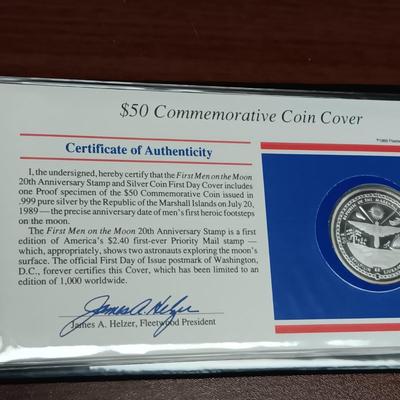 $50 Commemorative Coin Cover
Certificate of Authenticity
I, the undersigned, hereby certify that the First Men on the Moon
20th Anniversary Stamp and Silver Coin First Day Cover includes
one Proof specimen of the $50 Commemorative Coin issued in
.999 pure silver by the Republic of the Marshall Islands on July 20,
1989 — the precise anniversary date of men's first heroic footsteps
on the moon.
The First Men on the Moon 20th Anniversary Stamp is a first
edition of America's $2.40 first-ever Priority Mail stamp —
which, appropriately, shows two astronauts exploring the moon's
surface. The official First Day of Issue postmark of Washington,
D.C., forever certifies this Cover, which has been limited to an
edition of 1,000 worldwide.
James A. Helzer
James A. Helzer, Fleetwood President